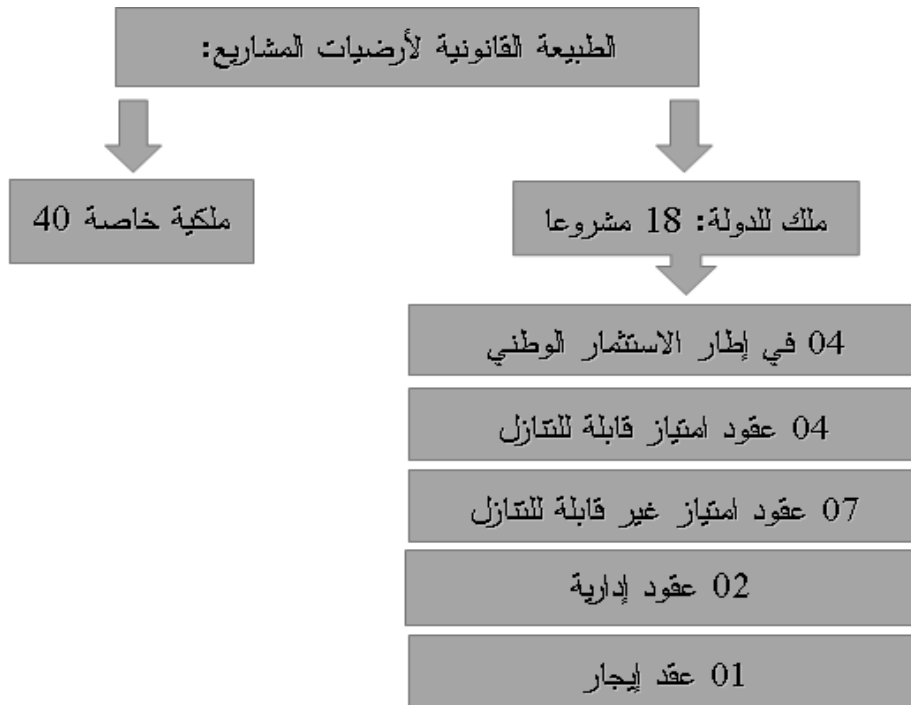 الطبيعة القانونية لأرضيات المشاريع:
ملك للدولة: 18 مشروعا
ملكية خاصة 40
04 في إطار الاستثمار الوطني
04 عقود امتياز قابلة للتنازل
07 عقود امتياز غير قابلة للتنازل
02 عقود إدارية
01 عقد إيجار